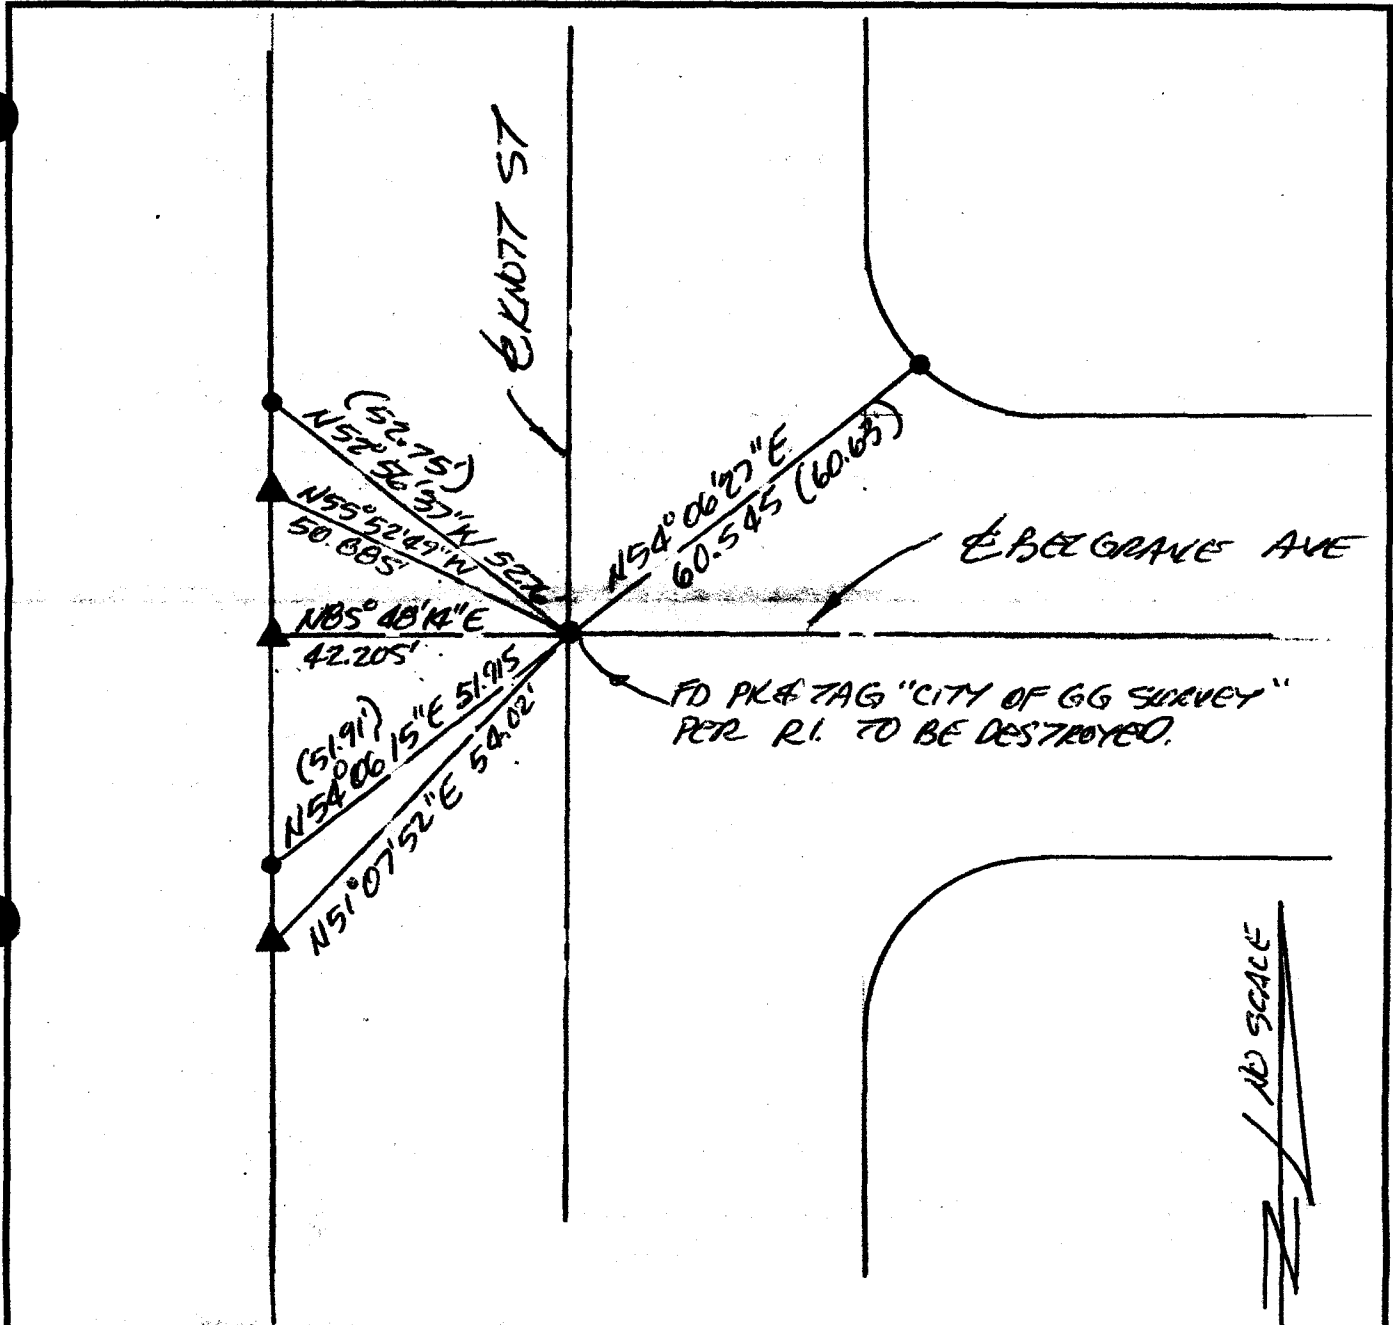 ℄ KNOTT ST
(52.75')
N52°56'37"W 52.7
N55°52'49"W
50.885'
N85°48'14"E
42.205'
(51.91')
N54°06'15"E 51.915
N51°07'52"E 54.02'
N54°06'27"E
60.545 (60.63')
℄ BELGRAVE AVE
FD PK & TAG "CITY OF GG SURVEY"
PER R1. TO BE DESTROYED.
NO SCALE
N